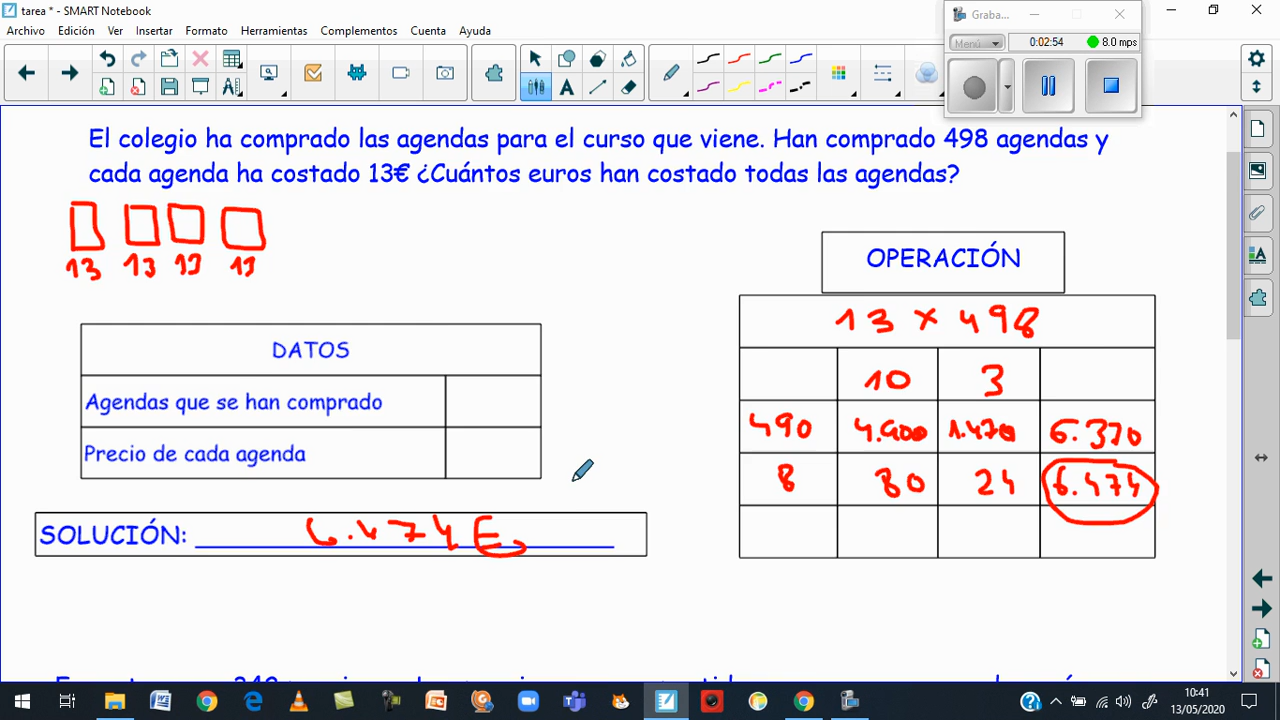 tarea * - SMART Notebook
Archivo Edición Ver Insertar Formato Herramientas Complementos Cuenta Ayuda
Graba...
Menú 0:02:54 8.0 mps
El colegio ha comprado las agendas para el curso que viene. Han comprado 498 agendas y
cada agenda ha costado 13€ ¿Cuántos euros han costado todas las agendas?
13 13 13 13
OPERACIÓN
13 x 498
10 3
490 4.900 1.470 6.370
8 80 24 6.474
DATOS
Agendas que se han comprado
Precio de cada agenda
SOLUCIÓN: 6.474 E
10:41
13/05/2020